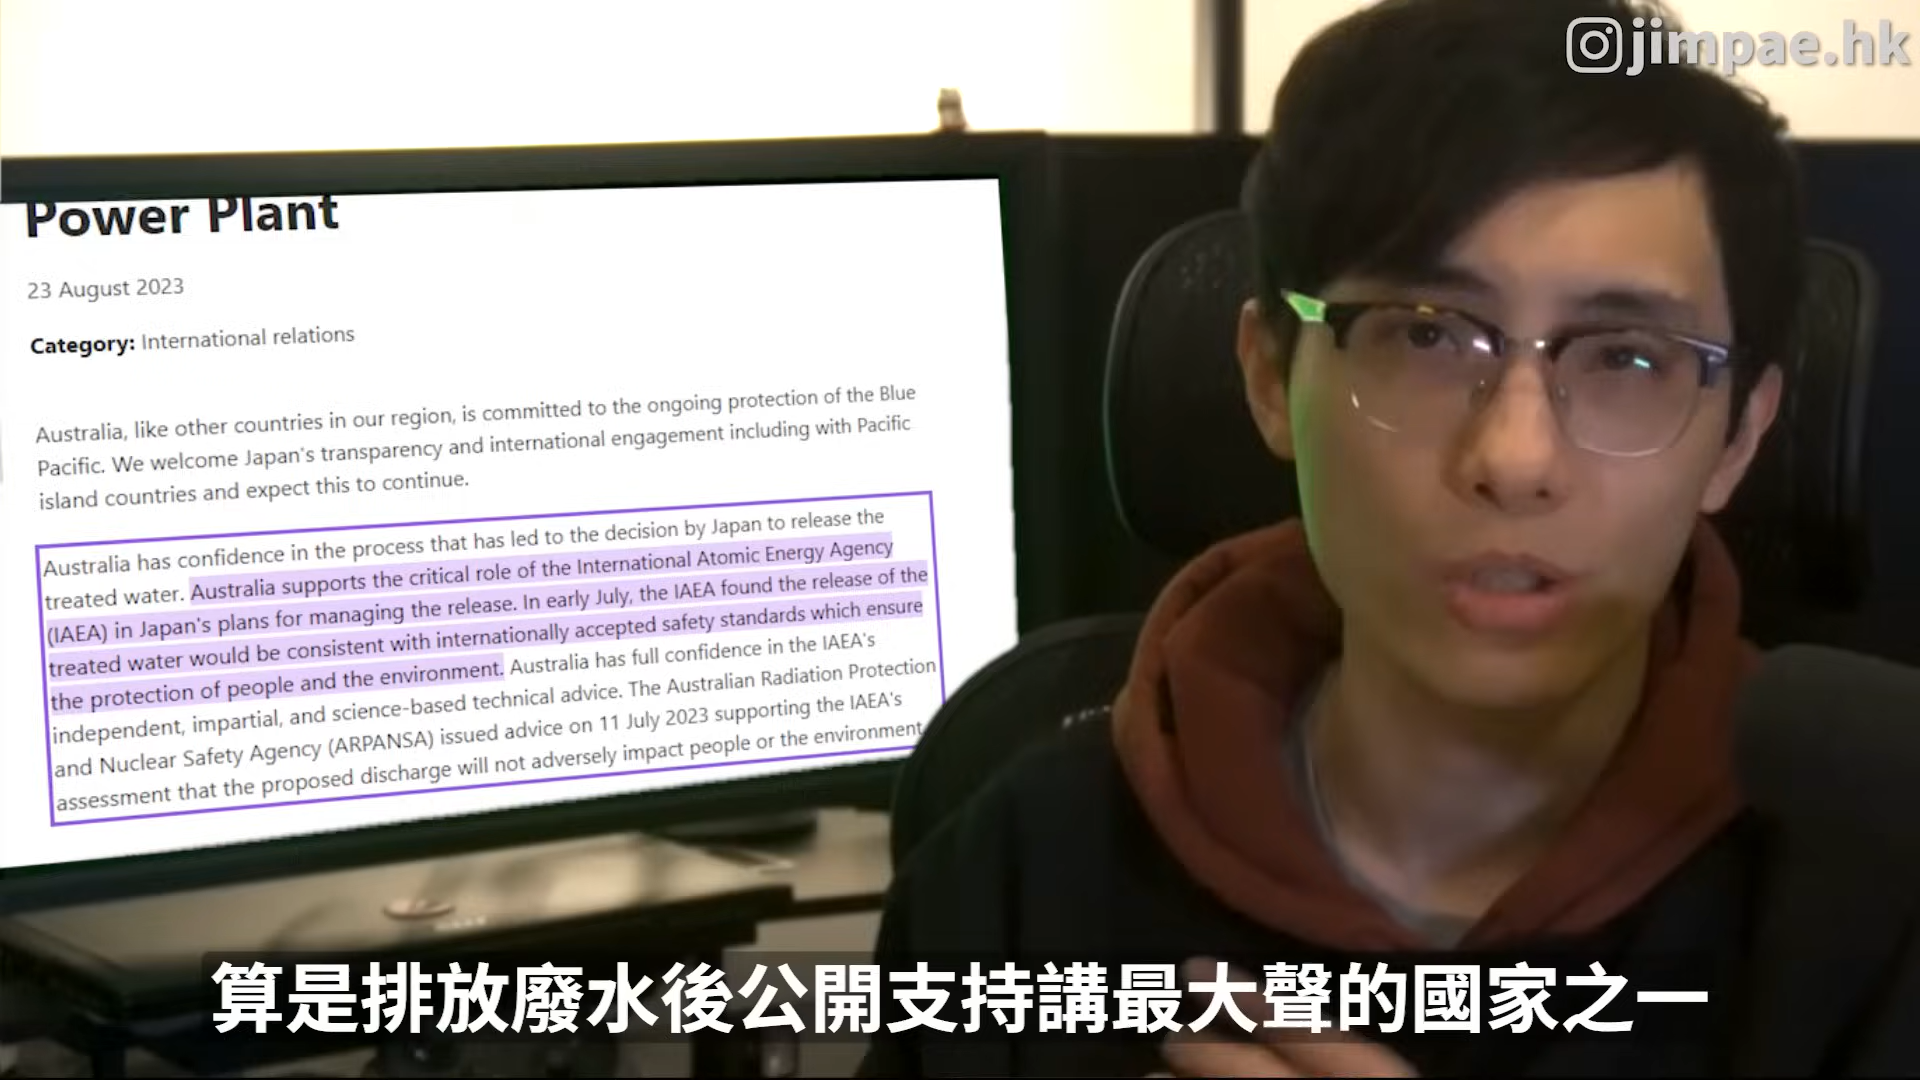 jimpae.hk
Power Plant
23 August 2023
Category: International relations
Australia, like other countries in our region, is committed to the ongoing protection of the Blue
Pacific. We welcome Japan's transparency and international engagement including with Pacific
island countries and expect this to continue.
Australia has confidence in the process that has led to the decision by Japan to release the
treated water. Australia supports the critical role of the International Atomic Energy Agency
(IAEA) in Japan's plans for managing the release. In early July, the IAEA found the release of the
treated water would be consistent with internationally accepted safety standards which ensure
the protection of people and the environment. Australia has full confidence in the IAEA's
independent, impartial, and science-based technical advice. The Australian Radiation Protection
and Nuclear Safety Agency (ARPANSA) issued advice on 11 July 2023 supporting the IAEA's
assessment that the proposed discharge will not adversely impact people or the environment.
算是排放廢水後公開支持講最大聲的國家之一